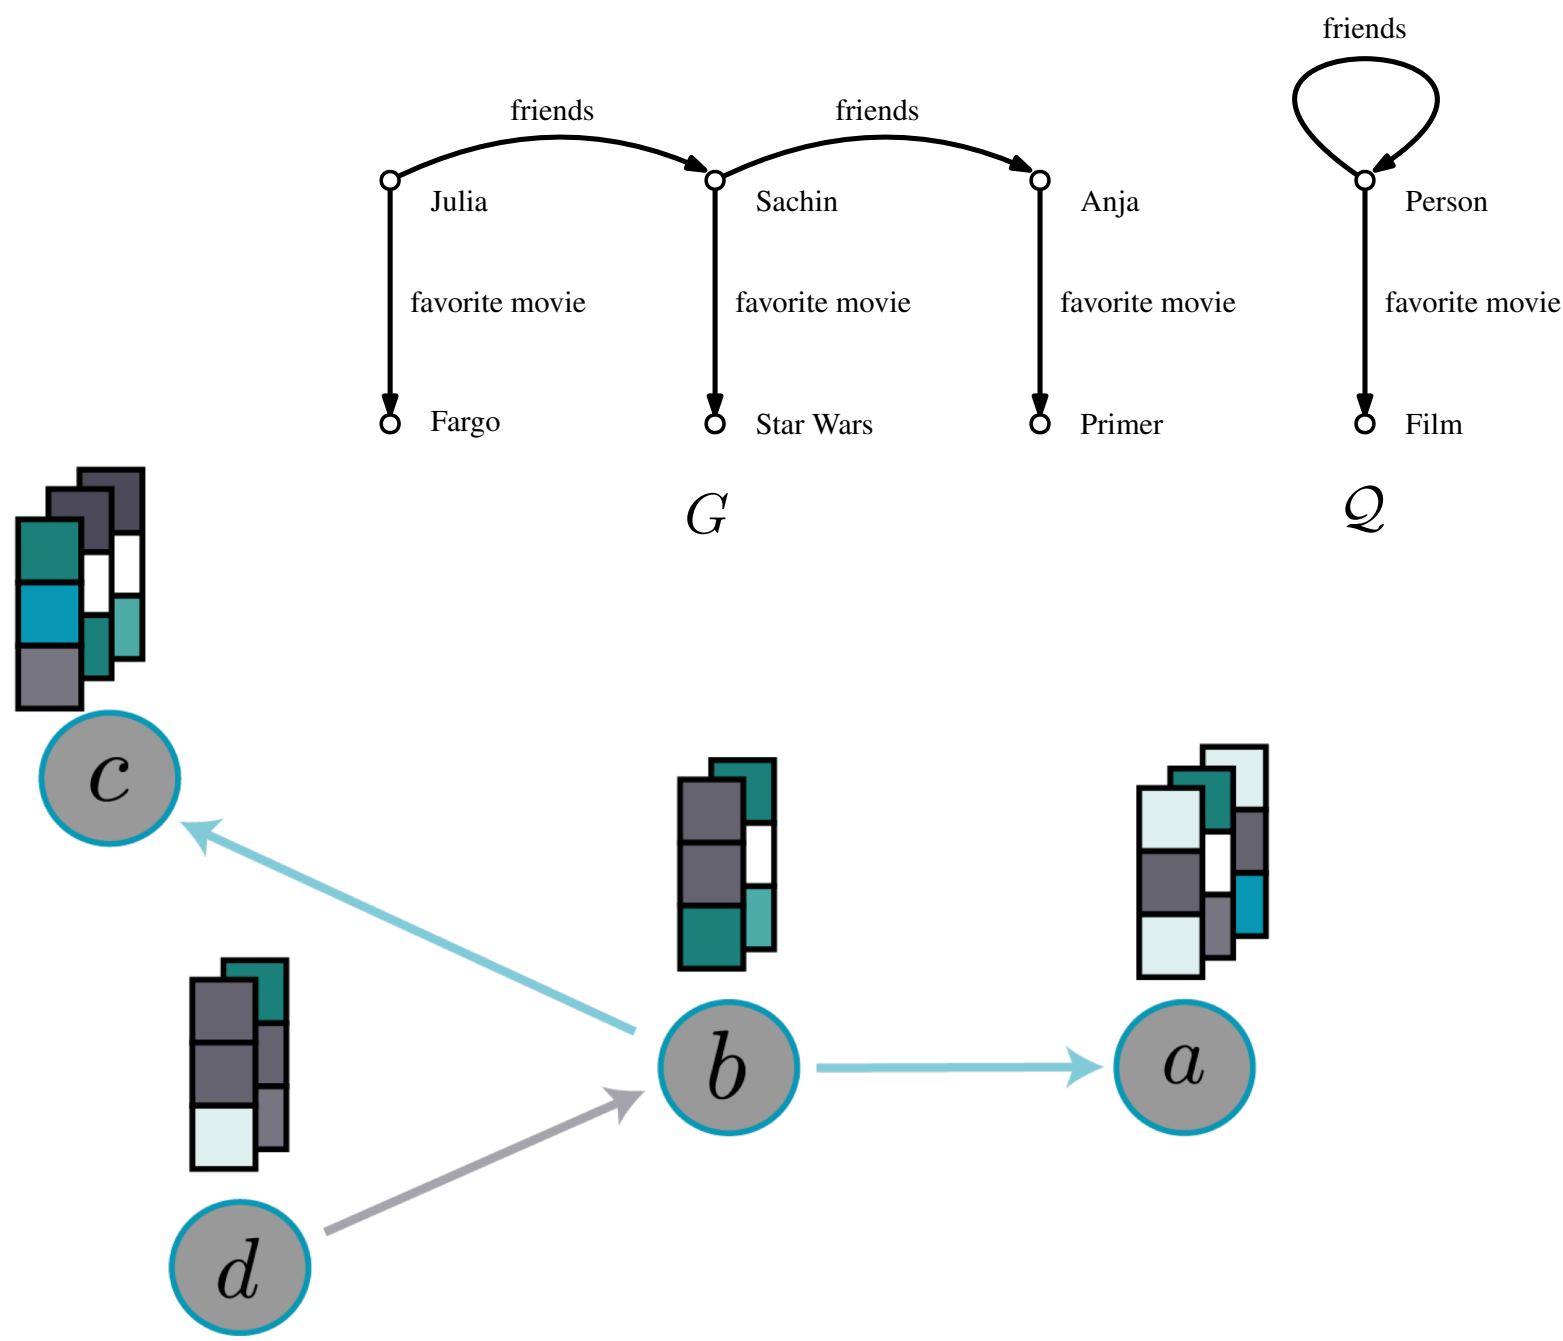 friends
friends friends
Julia Sachin Anja Person
favorite movie favorite movie favorite movie favorite movie
Fargo Star Wars Primer Film
G 𝒬
c
b a
d